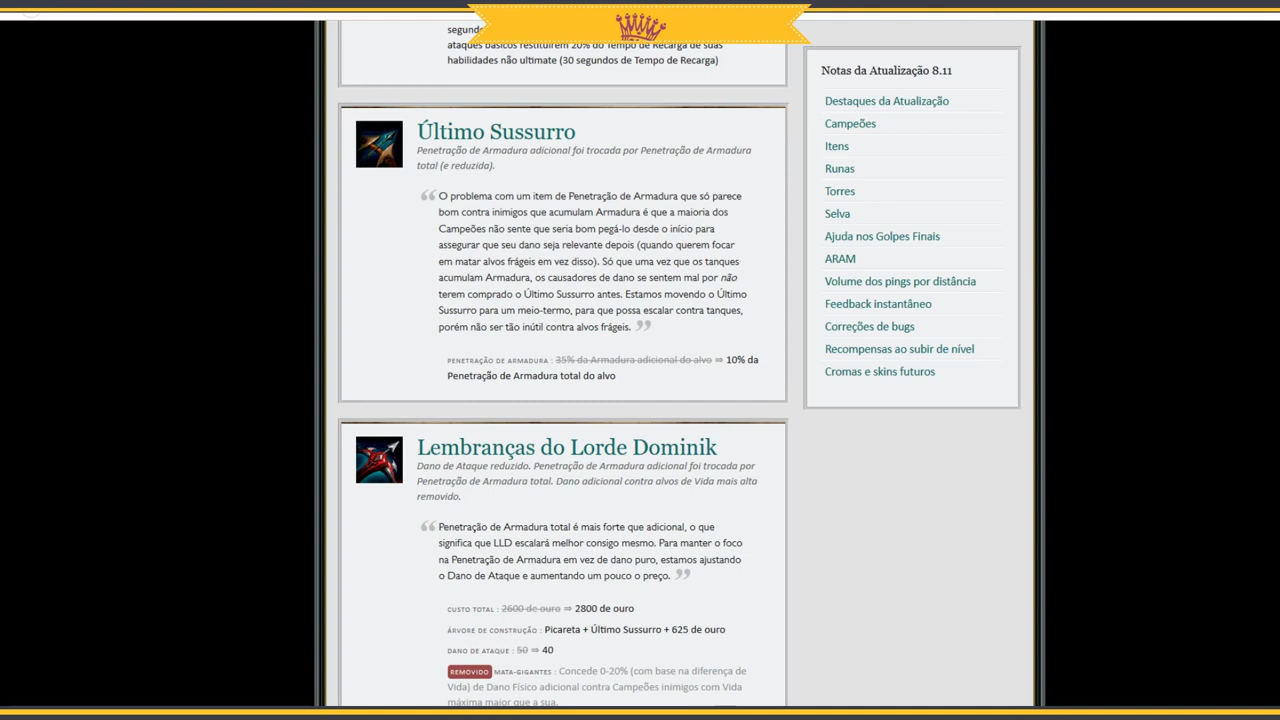 segund
ataques básicos restituirem 20% do Tempo de Recarga de suas
habilidades não ultimate (30 segundos de Tempo de Recarga)
Último Sussurro
Penetração de Armadura adicional foi trocada por Penetração de Armadura
total (e reduzida).
“ O problema com um item de Penetração de Armadura que só parece
bom contra inimigos que acumulam Armadura é que a maioria dos
Campeões não sente que seria bom pegá-lo desde o início para
assegurar que seu dano seja relevante depois (quando querem focar
em matar alvos frágeis em vez disso). Só que uma vez que os tanques
acumulam Armadura, os causadores de dano se sentem mal por não
terem comprado o Último Sussurro antes. Estamos movendo o Último
Sussurro para um meio-termo, para que possa escalar contra tanques,
porém não ser tão inútil contra alvos frágeis. ”
PENETRAÇÃO DE ARMADURA : 35% da Armadura adicional do alvo ⇒ 10% da
Penetração de Armadura total do alvo
Lembranças do Lorde Dominik
Dano de Ataque reduzido. Penetração de Armadura adicional foi trocada por
Penetração de Armadura total. Dano adicional contra alvos de Vida mais alta
removido.
“ Penetração de Armadura total é mais forte que adicional, o que
significa que LLD escalará melhor consigo mesmo. Para manter o foco
na Penetração de Armadura em vez de dano puro, estamos ajustando
o Dano de Ataque e aumentando um pouco o preço. ”
CUSTO TOTAL : 2600 de ouro ⇒ 2800 de ouro
ÁRVORE DE CONSTRUÇÃO : Picareta + Último Sussurro + 625 de ouro
DANO DE ATAQUE : 50 ⇒ 40
REMOVIDO MATA-GIGANTES : Concede 0-20% (com base na diferença de
Vida) de Dano Físico adicional contra Campeões inimigos com Vida
máxima maior que a sua.
Notas da Atualização 8.11
Destaques da Atualização
Campeões
Itens
Runas
Torres
Selva
Ajuda nos Golpes Finais
ARAM
Volume dos pings por distância
Feedback instantâneo
Correções de bugs
Recompensas ao subir de nível
Cromas e skins futuros